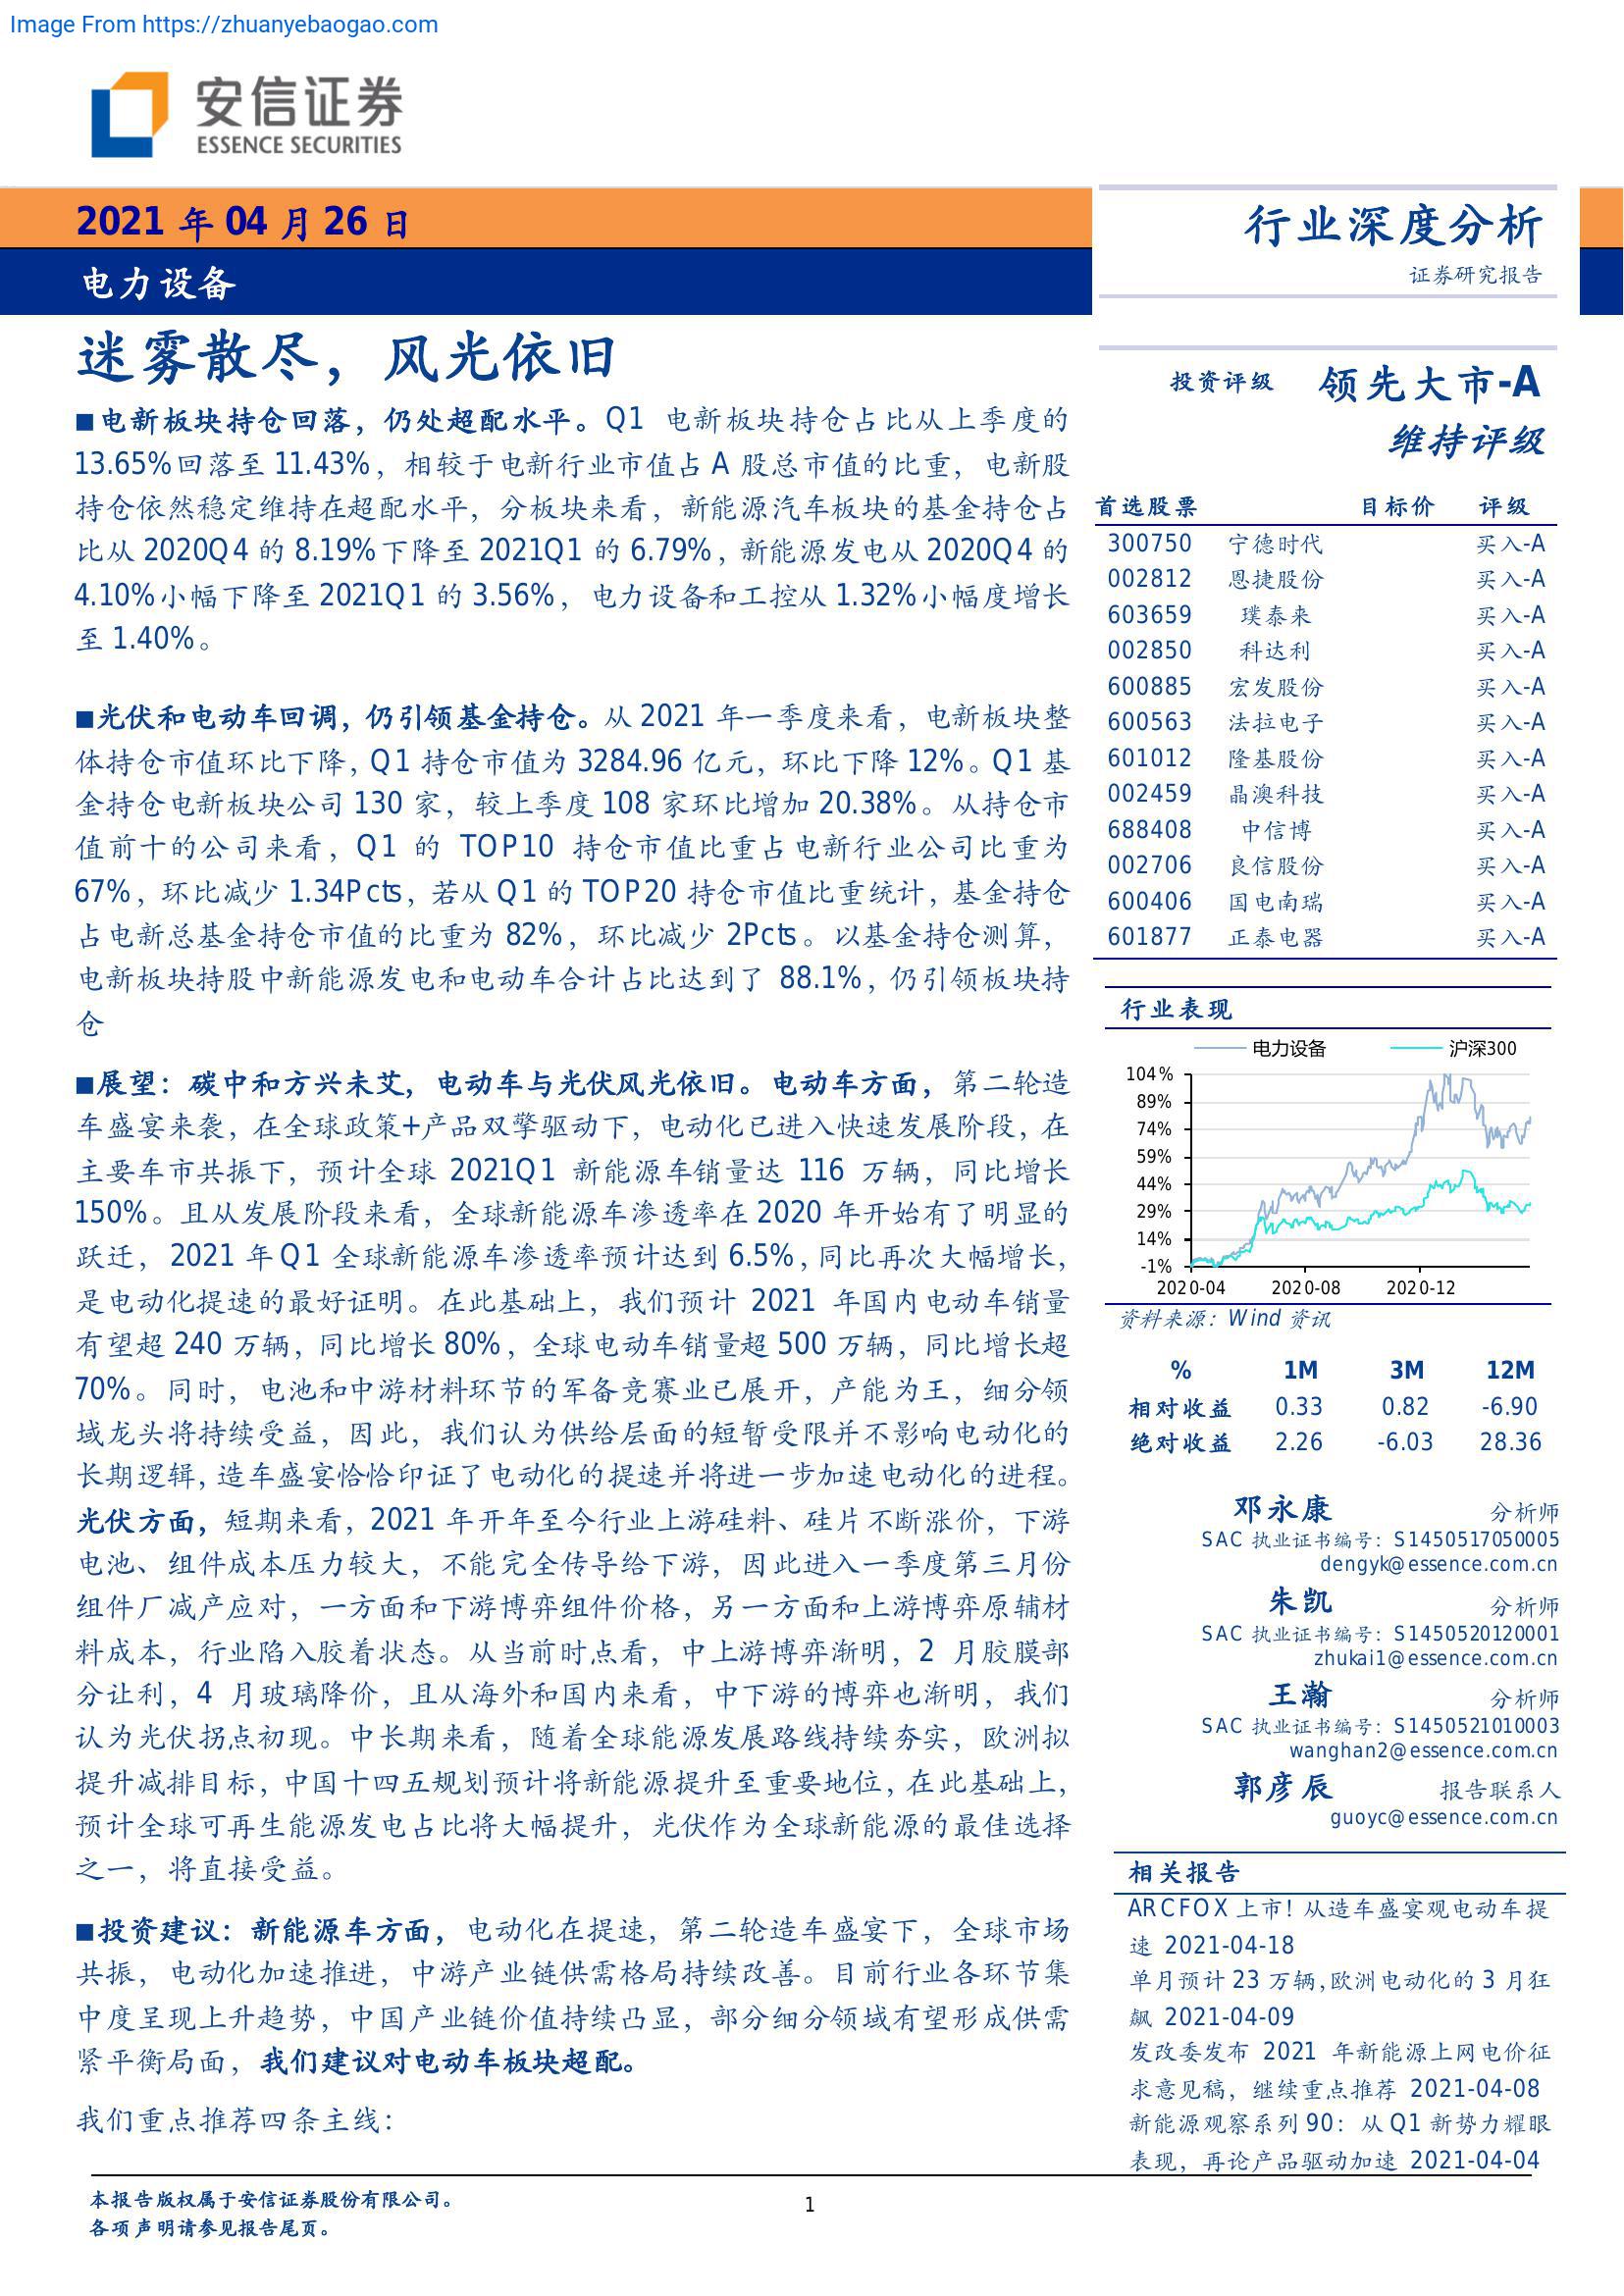 Image From https://zhuanyebaogao.com
安信证券
ESSENCE SECURITIES
2021 年 04 月 26 日
电力设备
行业深度分析
证券研究报告
迷雾散尽，风光依旧
■电新板块持仓回落，仍处超配水平。Q1 电新板块持仓占比从上季度的
13.65%回落至 11.43%，相较于电新行业市值占 A 股总市值的比重，电新股
持仓依然稳定维持在超配水平，分板块来看，新能源汽车板块的基金持仓占
比从 2020Q4 的 8.19%下降至 2021Q1 的 6.79%，新能源发电从 2020Q4 的
4.10%小幅下降至 2021Q1 的 3.56%，电力设备和工控从 1.32%小幅度增长
至 1.40%。
■光伏和电动车回调，仍引领基金持仓。从 2021 年一季度来看，电新板块整
体持仓市值环比下降，Q1 持仓市值为 3284.96 亿元，环比下降 12%。Q1 基
金持仓电新板块公司 130 家，较上季度 108 家环比增加 20.38%。从持仓市
值前十的公司来看，Q1 的 TOP10 持仓市值比重占电新行业公司比重为
67%，环比减少 1.34Pcts，若从 Q1 的 TOP20 持仓市值比重统计，基金持仓
占电新总基金持仓市值的比重为 82%，环比减少 2Pcts。以基金持仓测算，
电新板块持股中新能源发电和电动车合计占比达到了 88.1%，仍引领板块持
仓
■展望：碳中和方兴未艾，电动车与光伏风光依旧。电动车方面，第二轮造
车盛宴来袭，在全球政策+产品双擎驱动下，电动化已进入快速发展阶段，在
主要车市共振下，预计全球 2021Q1 新能源车销量达 116 万辆，同比增长
150%。且从发展阶段来看，全球新能源车渗透率在 2020 年开始有了明显的
跃迁，2021 年 Q1 全球新能源车渗透率预计达到 6.5%，同比再次大幅增长，
是电动化提速的最好证明。在此基础上，我们预计 2021 年国内电动车销量
有望超 240 万辆，同比增长 80%，全球电动车销量超 500 万辆，同比增长超
70%。同时，电池和中游材料环节的军备竞赛业已展开，产能为王，细分领
域龙头将持续受益，因此，我们认为供给层面的短暂受限并不影响电动化的
长期逻辑，造车盛宴恰恰印证了电动化的提速并将进一步加速电动化的进程。
光伏方面，短期来看，2021 年开年至今行业上游硅料、硅片不断涨价，下游
电池、组件成本压力较大，不能完全传导给下游，因此进入一季度第三月份
组件厂减产应对，一方面和下游博弈组件价格，另一方面和上游博弈原辅材
料成本，行业陷入胶着状态。从当前时点看，中上游博弈渐明，2 月胶膜部
分让利，4 月玻璃降价，且从海外和国内来看，中下游的博弈也渐明，我们
认为光伏拐点初现。中长期来看，随着全球能源发展路线持续夯实，欧洲拟
提升减排目标，中国十四五规划预计将新能源提升至重要地位，在此基础上，
预计全球可再生能源发电占比将大幅提升，光伏作为全球新能源的最佳选择
之一，将直接受益。
■投资建议：新能源车方面，电动化在提速，第二轮造车盛宴下，全球市场
共振，电动化加速推进，中游产业链供需格局持续改善。目前行业各环节集
中度呈现上升趋势，中国产业链价值持续凸显，部分细分领域有望形成供需
紧平衡局面，我们建议对电动车板块超配。
我们重点推荐四条主线：
投资评级 领先大市-A
维持评级
首选股票 目标价 评级
300750 宁德时代 买入-A
002812 恩捷股份 买入-A
603659 璞泰来 买入-A
002850 科达利 买入-A
600885 宏发股份 买入-A
600563 法拉电子 买入-A
601012 隆基股份 买入-A
002459 晶澳科技 买入-A
688408 中信博 买入-A
002706 良信股份 买入-A
600406 国电南瑞 买入-A
601877 正泰电器 买入-A
行业表现
电力设备 沪深300
104%
89%
74%
59%
44%
29%
14%
-1%
2020-04 2020-08 2020-12
资料来源：Wind 资讯
% 1M 3M 12M
相对收益 0.33 0.82 -6.90
绝对收益 2.26 -6.03 28.36
邓永康 分析师
SAC 执业证书编号：S1450517050005
dengyk@essence.com.cn
朱凯 分析师
SAC 执业证书编号：S1450520120001
zhukai1@essence.com.cn
王瀚 分析师
SAC 执业证书编号：S1450521010003
wanghan2@essence.com.cn
郭彦辰 报告联系人
guoyc@essence.com.cn
相关报告
ARCFOX 上市！从造车盛宴观电动车提
速 2021-04-18
单月预计 23 万辆，欧洲电动化的 3 月狂
飙 2021-04-09
发改委发布 2021 年新能源上网电价征
求意见稿，继续重点推荐 2021-04-08
新能源观察系列 90：从 Q1 新势力耀眼
表现，再论产品驱动加速 2021-04-04
本报告版权属于安信证券股份有限公司。
各项声明请参见报告尾页。
1